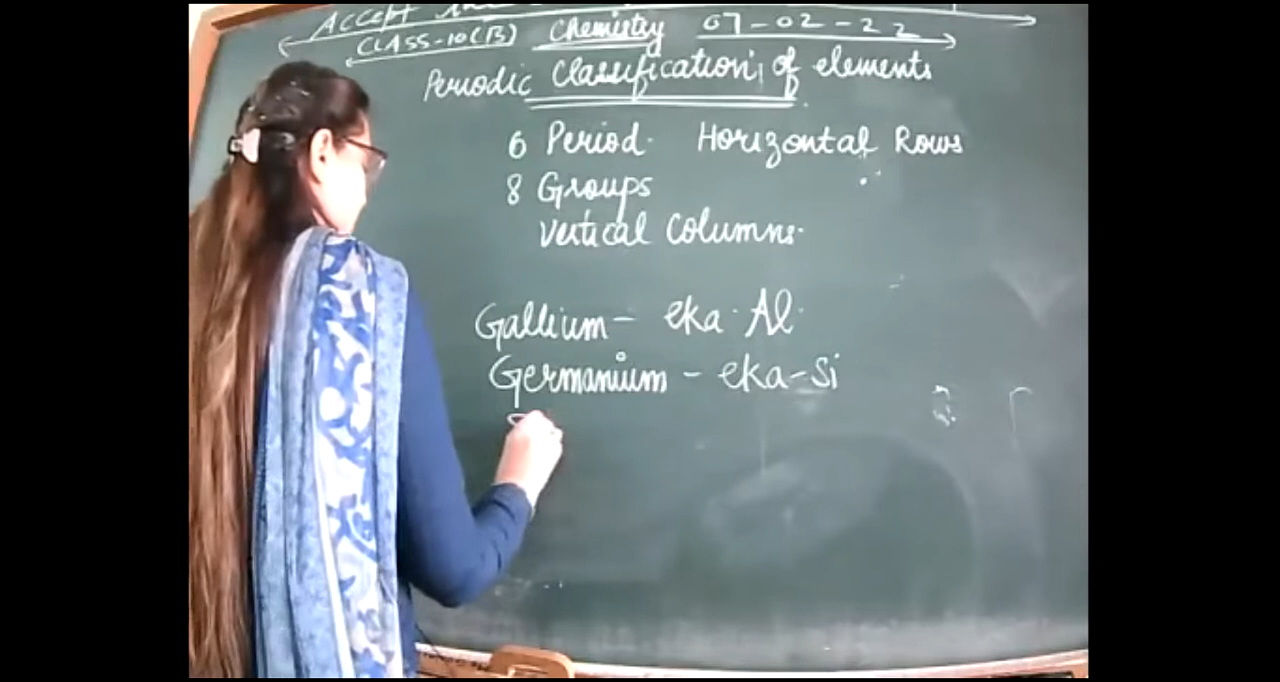 Accept
CLASS-10(B) Chemistry 07-02-22
Periodic Classification of elements
6 Period. Horizontal Rows
8 Groups
Vertical Columns.
Gallium - eka. Al.
Germanium - eka-Si